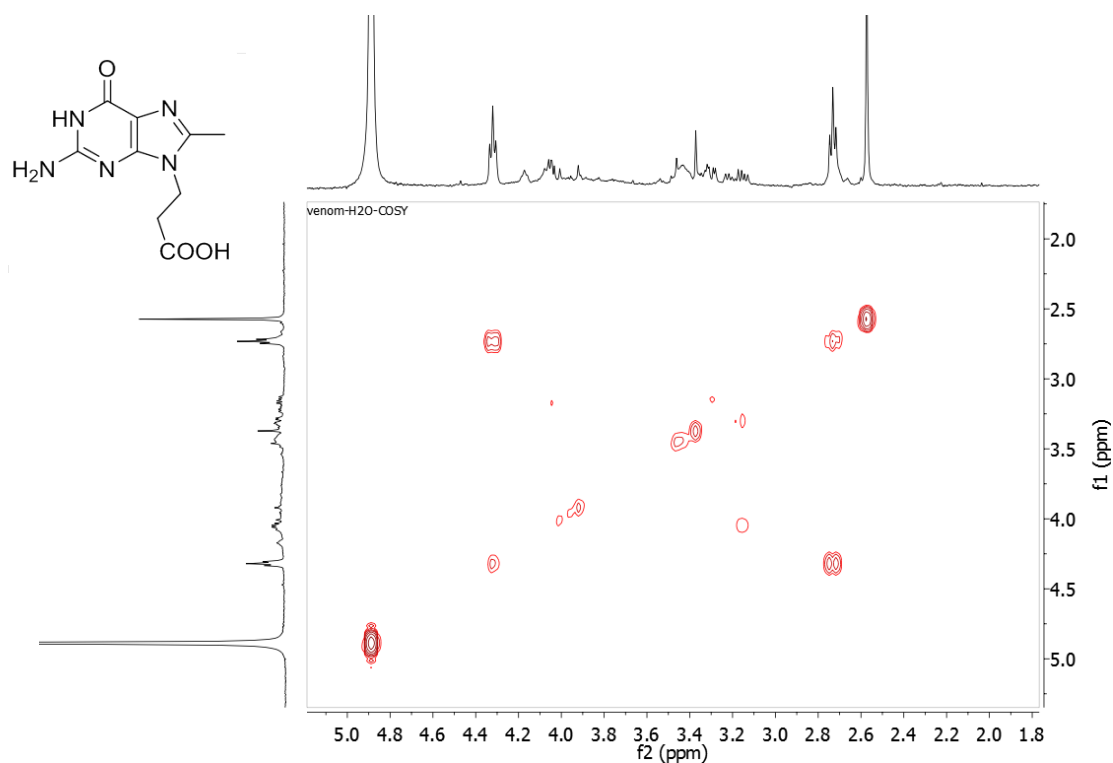 O
HN
N
H₂N
N
N
COOH
venom-H2O-COSY
2.0
2.5
3.0
3.5
4.0
4.5
5.0
f1 (ppm)
5.0 4.8 4.6 4.4 4.2 4.0 3.8 3.6 3.4 3.2 3.0 2.8 2.6 2.4 2.2 2.0 1.8
f2 (ppm)